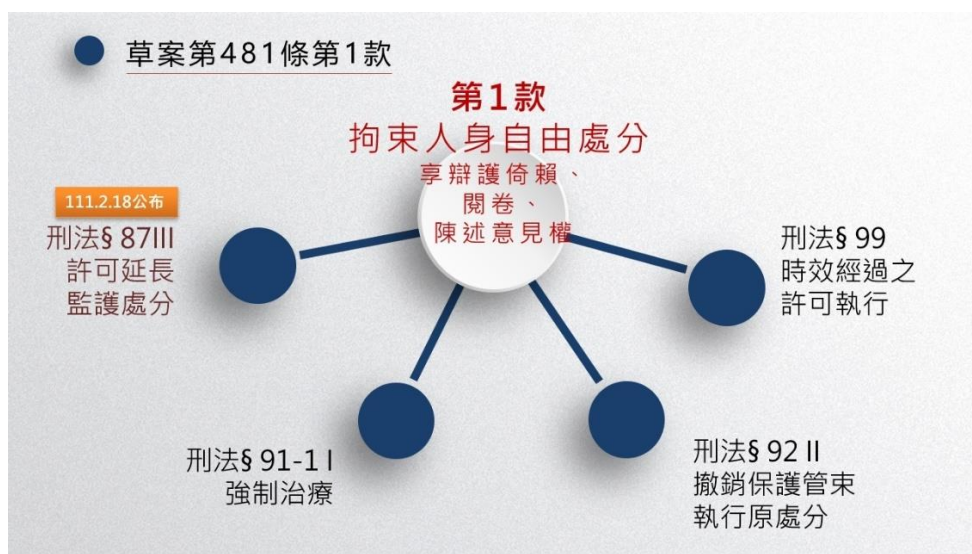 草案第481條第1款
第1款
拘束人身自由處分
享辯護倚賴、
閱卷、
陳述意見權
111.2.18公布
刑法§ 87III
許可延長
監護處分
刑法§ 91-1 I
強制治療
刑法§ 92 II
撤銷保護管束
執行原處分
刑法§ 99
時效經過之
許可執行